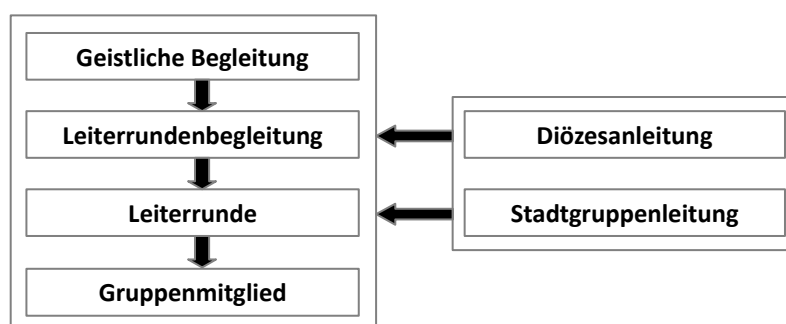 Geistliche Begleitung
Leiterrundenbegleitung
Leiterrunde
Gruppenmitglied
Diözesanleitung
Stadtgruppenleitung